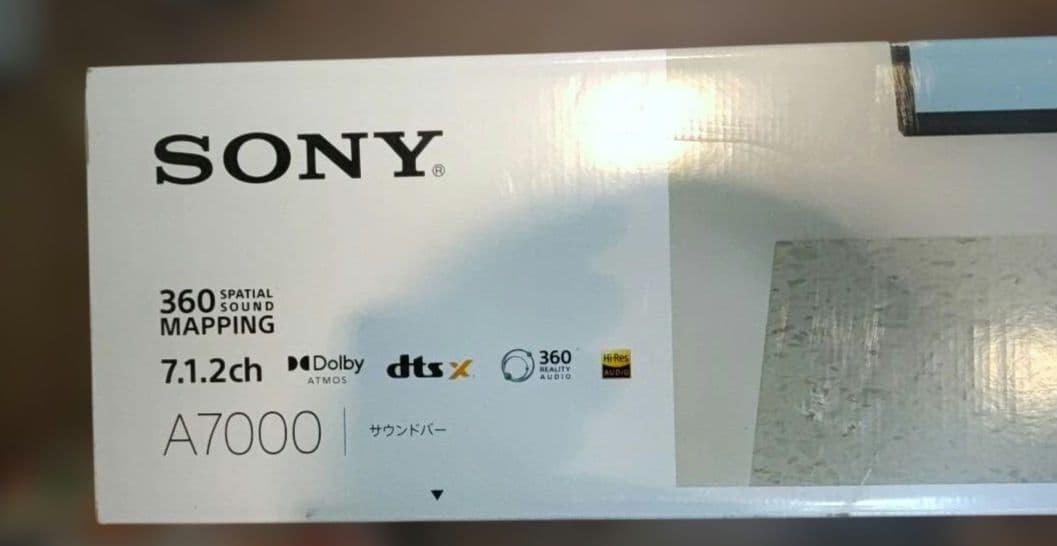 SONY®
360 SPATIAL SOUND
MAPPING
7.1.2ch Dolby ATMOS dts X 360 REALITY AUDIO Hi-Res AUDIO
A7000 サウンドバー